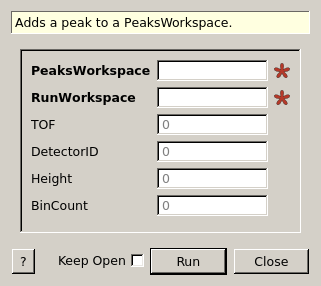 Adds a peak to a PeaksWorkspace.
PeaksWorkspace
RunWorkspace
TOF 0
DetectorID 0
Height 0
BinCount 0
? Keep Open Run Close